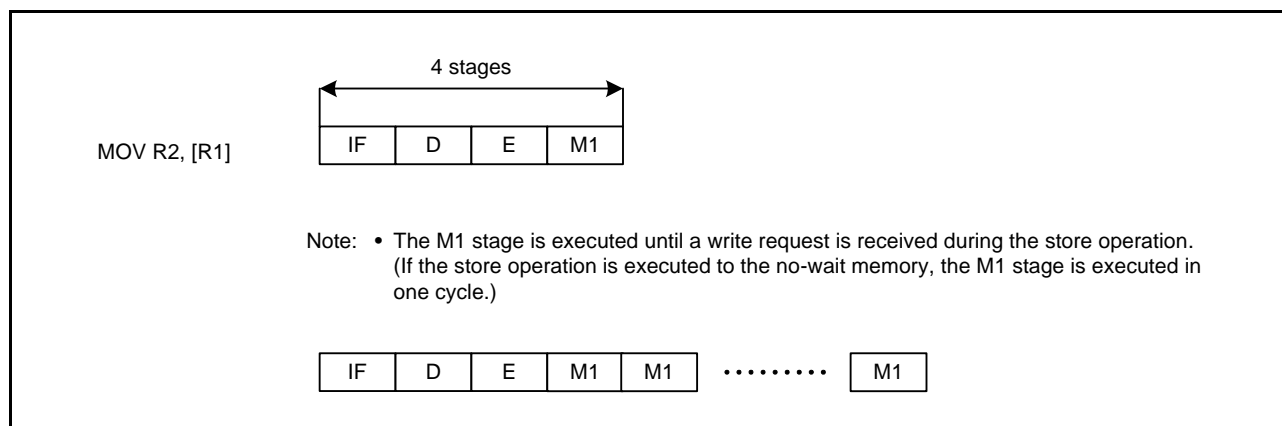 4 stages
MOV R2, [R1]
IF D E M1
Note: • The M1 stage is executed until a write request is received during the store operation.
(If the store operation is executed to the no-wait memory, the M1 stage is executed in
one cycle.)
IF D E M1 M1 ········· M1